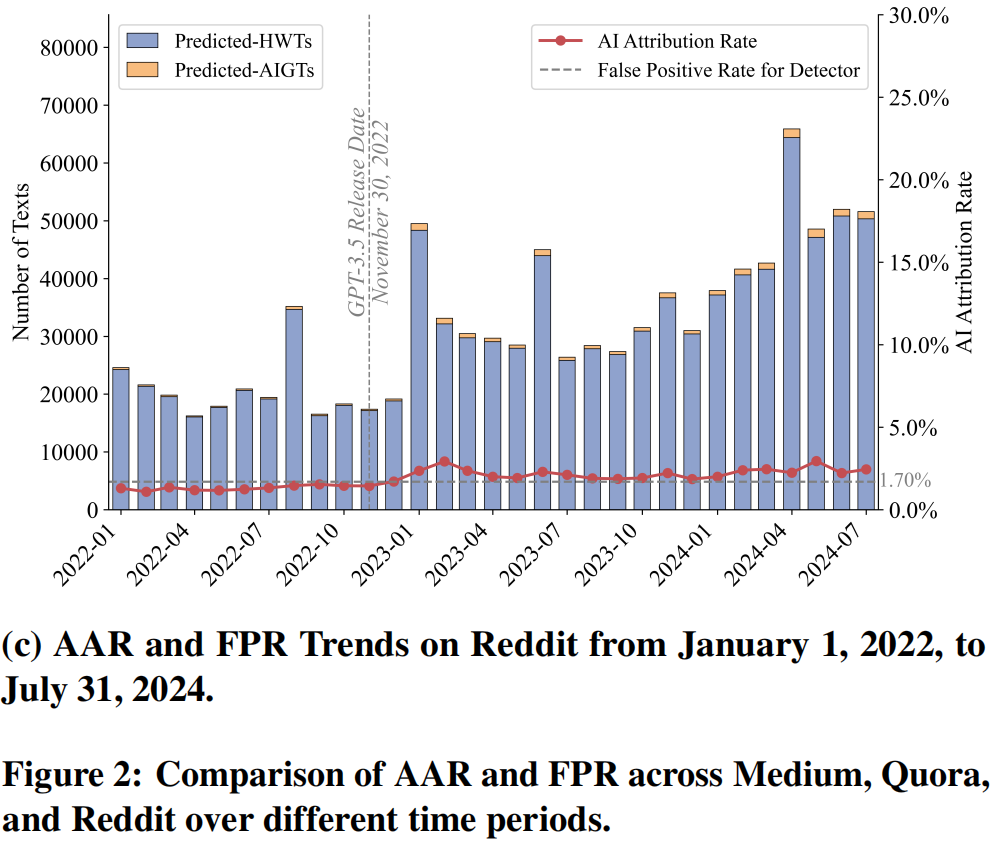 Predicted-HWTs
Predicted-AIGTs
AI Attribution Rate
False Positive Rate for Detector
GPT-3.5 Release Date
November 30, 2022
Number of Texts
80000
70000
60000
50000
40000
30000
20000
10000
0
30.0%
25.0%
20.0%
15.0%
10.0%
5.0%
1.70%
0.0%
AI Attribution Rate
2022-01
2022-04
2022-07
2022-10
2023-01
2023-04
2023-07
2023-10
2024-01
2024-04
2024-07
(c) AAR and FPR Trends on Reddit from January 1, 2022, to
July 31, 2024.
Figure 2: Comparison of AAR and FPR across Medium, Quora,
and Reddit over different time periods.